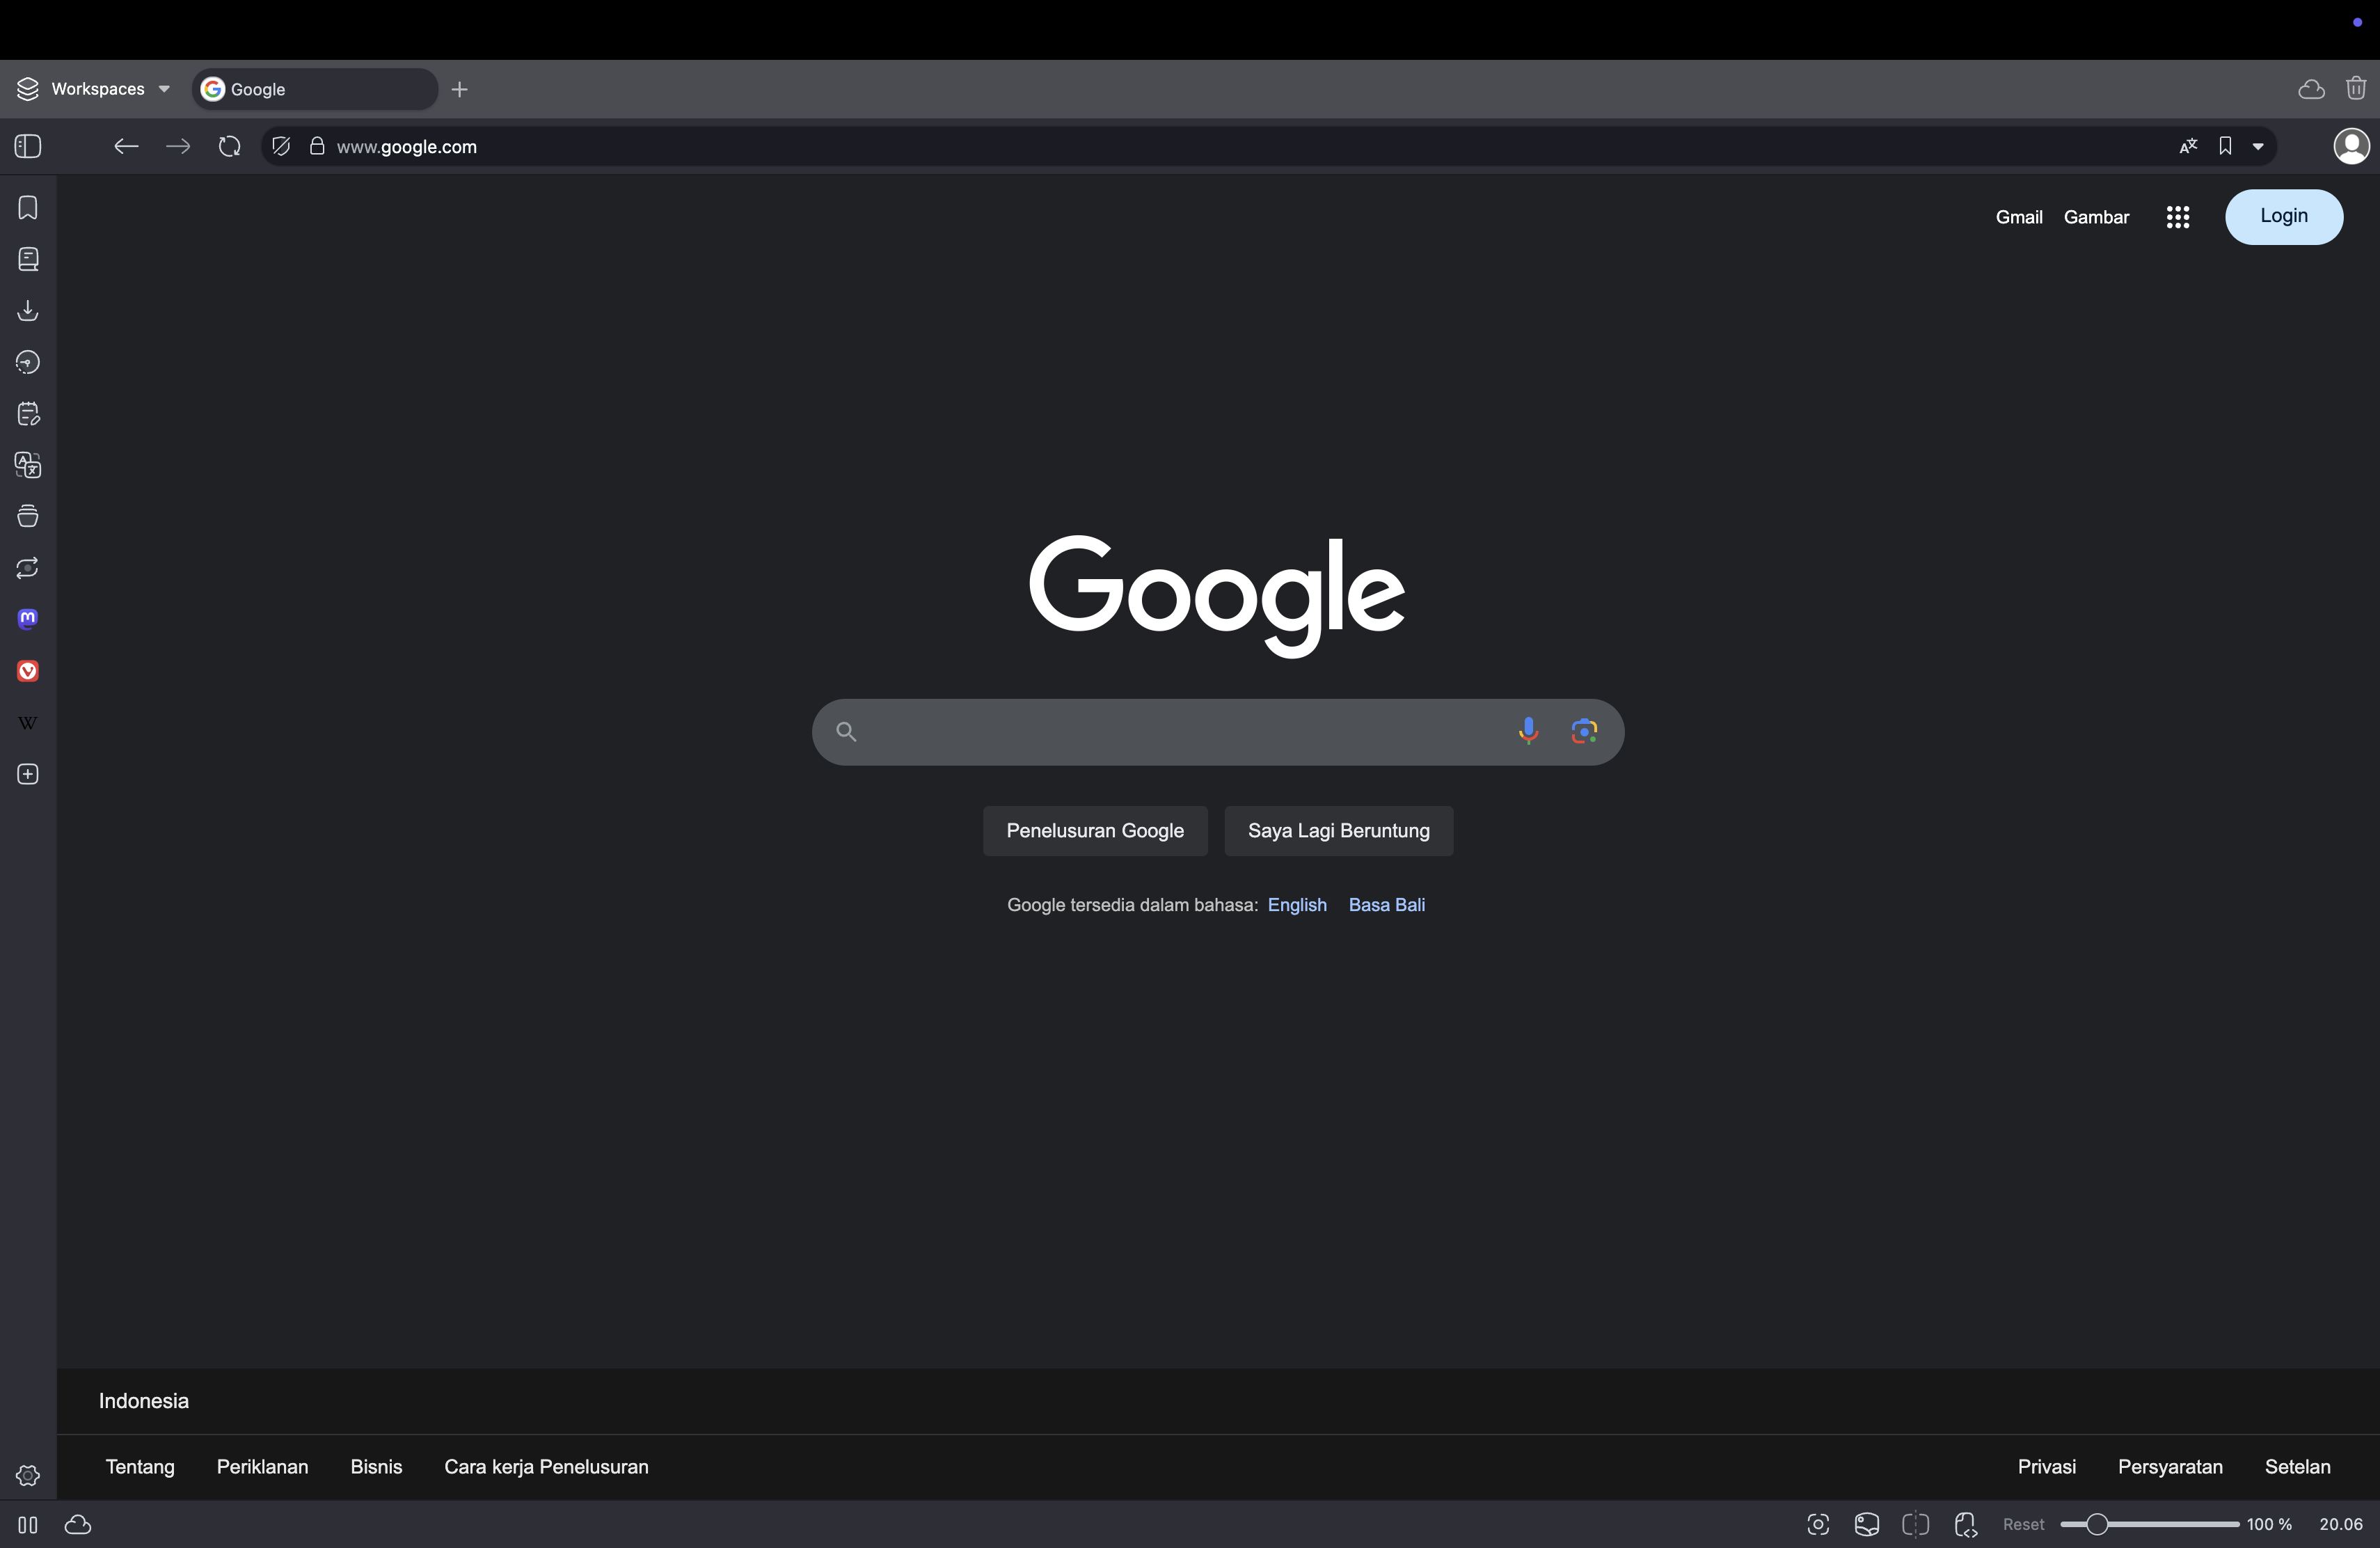 Workspaces
Google
www.google.com
Gmail Gambar Login
Google
Penelusuran Google Saya Lagi Beruntung
Google tersedia dalam bahasa: English Basa Bali
Indonesia
Tentang Periklanan Bisnis Cara kerja Penelusuran Privasi Persyaratan Setelan
Reset 100 % 20.06